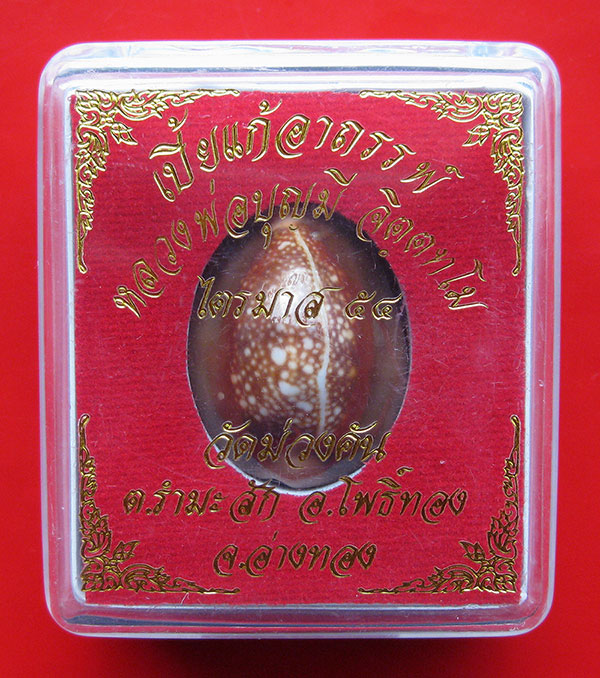 เบี้ยแก้อาถรรพ์
หลวงพ่อบุญมี จิตฺตทโม
ไตรมาส ๕๔
วัดม่วงคัน
ต.รำมะสัก อ.โพธิ์ทอง
จ.อ่างทอง